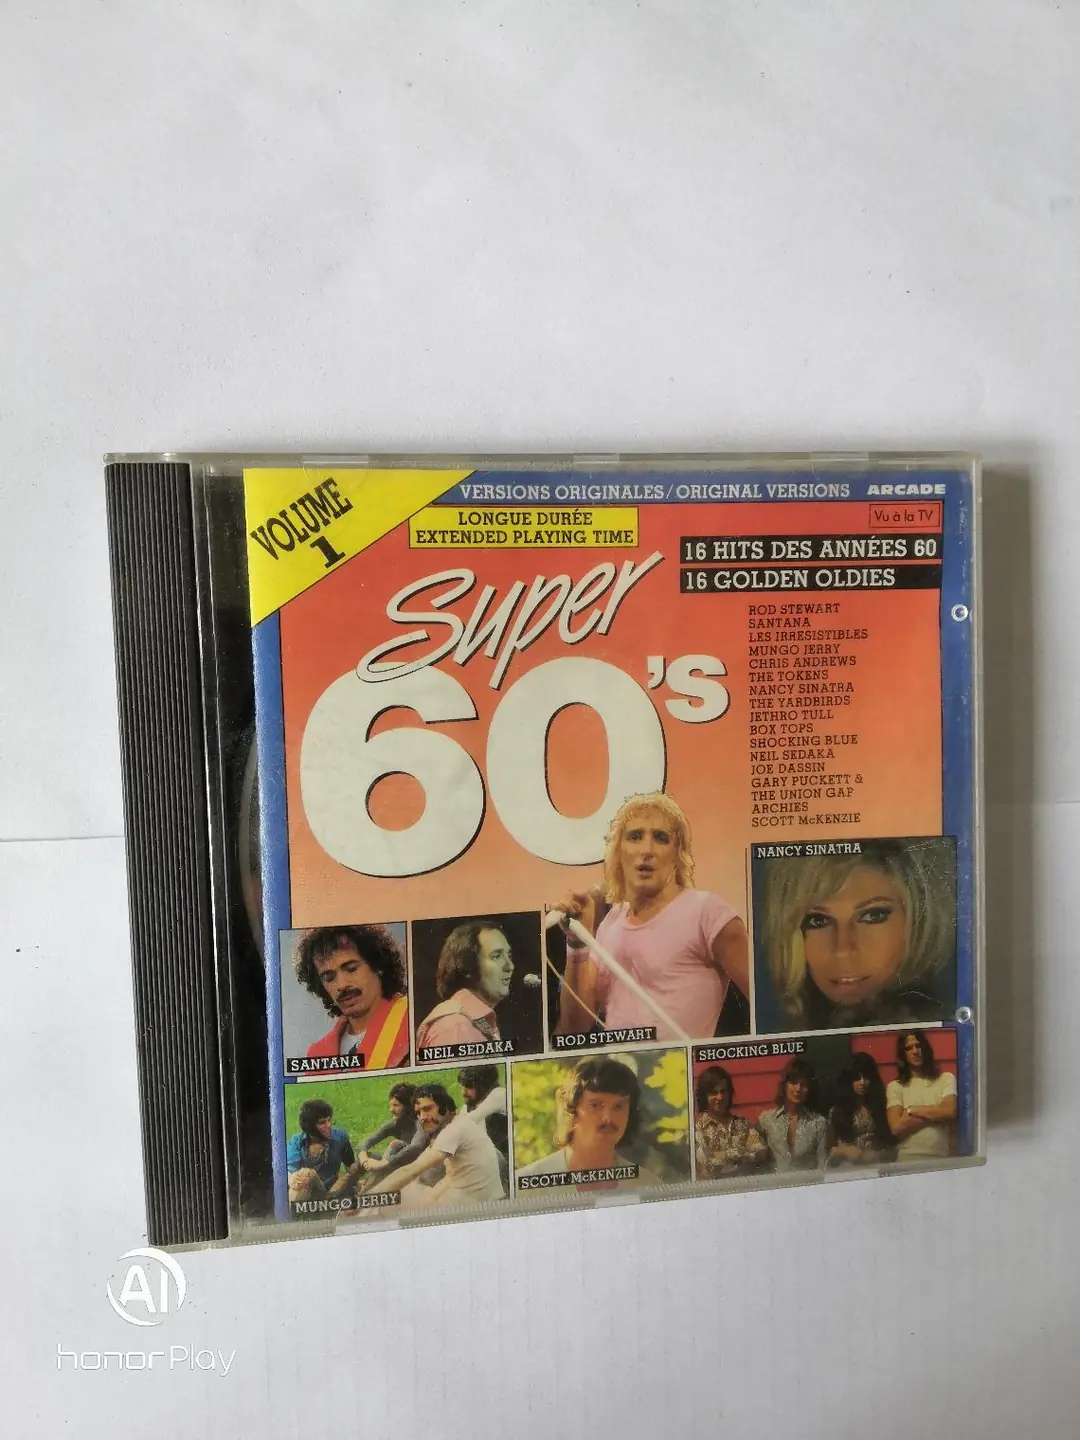 VOLUME
1
VERSIONS ORIGINALES / ORIGINAL VERSIONS
ARCADE
LONGUE DURÉE
EXTENDED PLAYING TIME
Vu à la TV
16 HITS DES ANNÉES 60
16 GOLDEN OLDIES
Super
60's
ROD STEWART
SANTANA
LES IRRESISTIBLES
MUNGO JERRY
CHRIS ANDREWS
THE TOKENS
NANCY SINATRA
THE YARDBIRDS
JETHRO TULL
BOX TOPS
SHOCKING BLUE
NEIL SEDAKA
JOE DASSIN
GARY PUCKETT &
THE UNION GAP
ARCHIES
SCOTT McKENZIE
NANCY SINATRA
SANTANA
NEIL SEDAKA
ROD STEWART
SHOCKING BLUE
MUNGØ JERRY
SCOTT McKENZIE
AI
honor Play